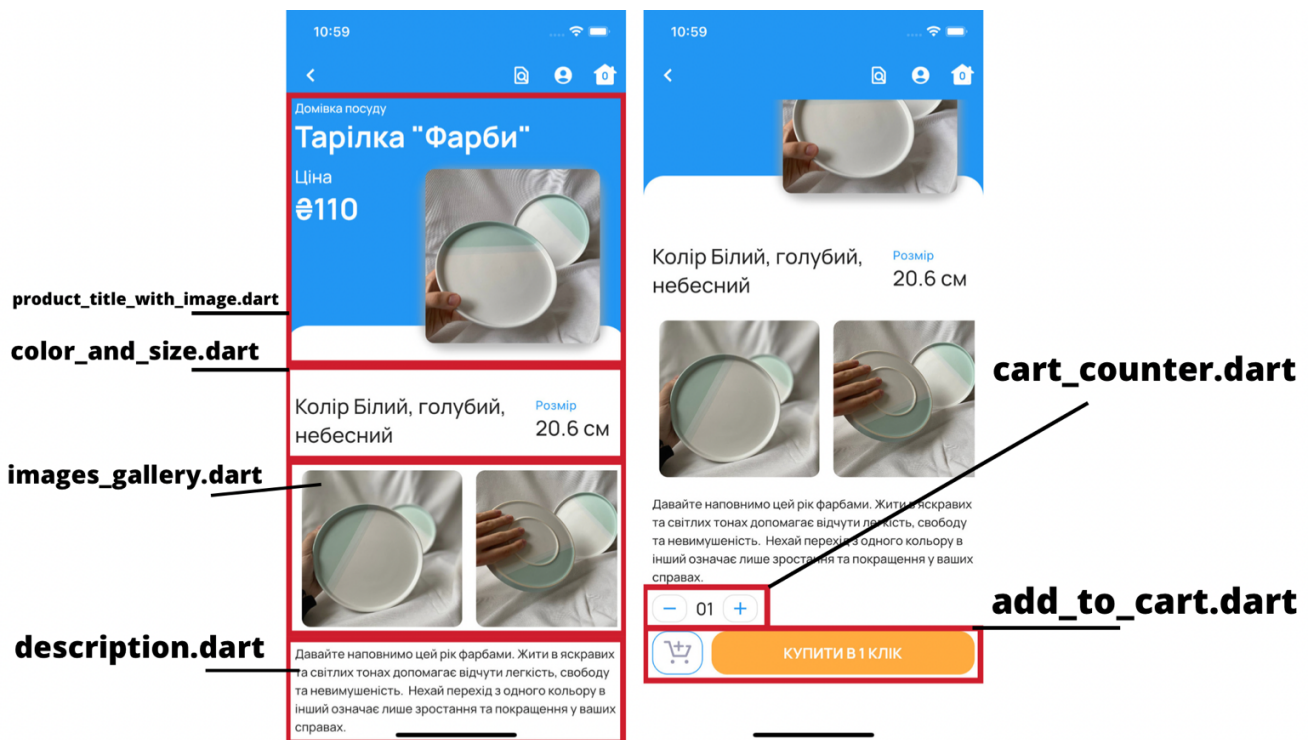 10:59
0
Домівка посуду
Тарілка "Фарби"
Ціна
₴110
product_title_with_image.dart
color_and_size.dart
Колір Білий, голубий,
небесний
Розмір
20.6 см
images_gallery.dart
description.dart
Давайте наповнимо цей рік фарбами. Жити в яскравих
та світлих тонах допомагає відчути легкість, свободу
та невимушеність. Нехай перехід з одного кольору в
інший означає лише зростання та покращення у ваших
справах.
10:59
0
Колір Білий, голубий,
небесний
Розмір
20.6 см
cart_counter.dart
Давайте наповнимо цей рік фарбами. Жити в яскравих
та світлих тонах допомагає відчути легкість, свободу
та невимушеність. Нехай перехід з одного кольору в
інший означає лише зростання та покращення у ваших
справах.
− 01 +
add_to_cart.dart
КУПИТИ В 1 КЛІК